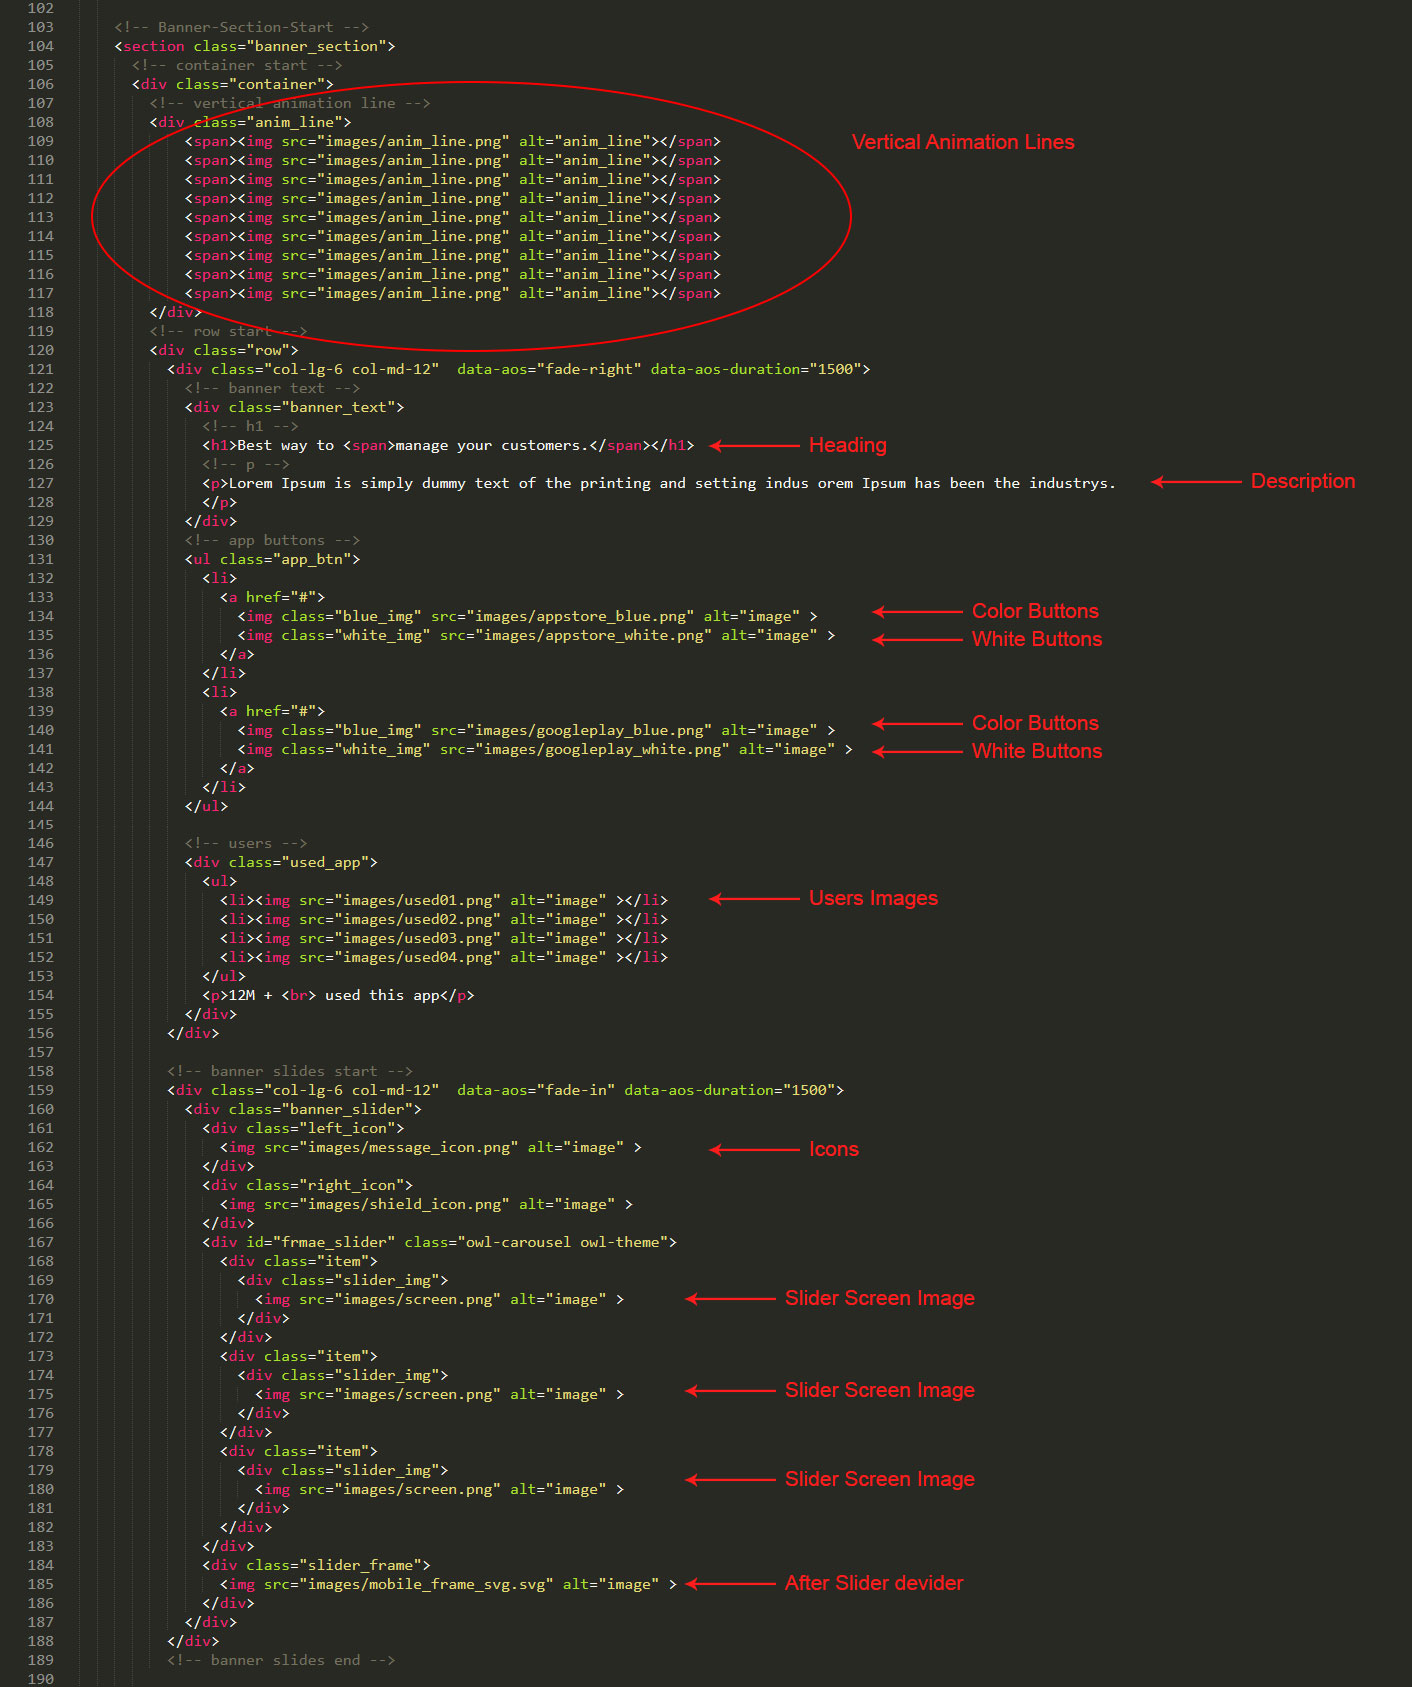 102
103 <!-- Banner-Section-Start -->
104 <section class="banner_section">
105 <!-- container start -->
106 <div class="container">
107 <!-- vertical animation line -->
108 <div class="anim_line">
109 <span><img src="images/anim_line.png" alt="anim_line"></span> Vertical Animation Lines
110 <span><img src="images/anim_line.png" alt="anim_line"></span>
111 <span><img src="images/anim_line.png" alt="anim_line"></span>
112 <span><img src="images/anim_line.png" alt="anim_line"></span>
113 <span><img src="images/anim_line.png" alt="anim_line"></span>
114 <span><img src="images/anim_line.png" alt="anim_line"></span>
115 <span><img src="images/anim_line.png" alt="anim_line"></span>
116 <span><img src="images/anim_line.png" alt="anim_line"></span>
117 <span><img src="images/anim_line.png" alt="anim_line"></span>
118 </div>
119 <!-- row start -->
120 <div class="row">
121 <div class="col-lg-6 col-md-12"  data-aos="fade-right" data-aos-duration="1500">
122 <!-- banner text -->
123 <div class="banner_text">
124 <!-- h1 -->
125 <h1>Best way to <span>manage your customers.</span></h1> Heading
126 <!-- p -->
127 <p>Lorem Ipsum is simply dummy text of the printing and setting indus orem Ipsum has been the industrys. Description
128 </p>
129 </div>
130 <!-- app buttons -->
131 <ul class="app_btn">
132 <li>
133 <a href="#">
134 <img class="blue_img" src="images/appstore_blue.png" alt="image" > Color Buttons
135 <img class="white_img" src="images/appstore_white.png" alt="image" > White Buttons
136 </a>
137 </li>
138 <li>
139 <a href="#">
140 <img class="blue_img" src="images/googleplay_blue.png" alt="image" > Color Buttons
141 <img class="white_img" src="images/googleplay_white.png" alt="image" > White Buttons
142 </a>
143 </li>
144 </ul>
145
146 <!-- users -->
147 <div class="used_app">
148 <ul>
149 <li><img src="images/used01.png" alt="image" ></li> Users Images
150 <li><img src="images/used02.png" alt="image" ></li>
151 <li><img src="images/used03.png" alt="image" ></li>
152 <li><img src="images/used04.png" alt="image" ></li>
153 </ul>
154 <p>12M + <br> used this app</p>
155 </div>
156 </div>
157
158 <!-- banner slides start -->
159 <div class="col-lg-6 col-md-12"  data-aos="fade-in" data-aos-duration="1500">
160 <div class="banner_slider">
161 <div class="left_icon">
162 <img src="images/message_icon.png" alt="image" > Icons
163 </div>
164 <div class="right_icon">
165 <img src="images/shield_icon.png" alt="image" >
166 </div>
167 <div id="frmae_slider" class="owl-carousel owl-theme">
168 <div class="item">
169 <div class="slider_img">
170 <img src="images/screen.png" alt="image" > Slider Screen Image
171 </div>
172 </div>
173 <div class="item">
174 <div class="slider_img">
175 <img src="images/screen.png" alt="image" > Slider Screen Image
176 </div>
177 </div>
178 <div class="item">
179 <div class="slider_img">
180 <img src="images/screen.png" alt="image" > Slider Screen Image
181 </div>
182 </div>
183 </div>
184 <div class="slider_frame">
185 <img src="images/mobile_frame_svg.svg" alt="image" > After Slider devider
186 </div>
187 </div>
188 </div>
189 <!-- banner slides end -->
190